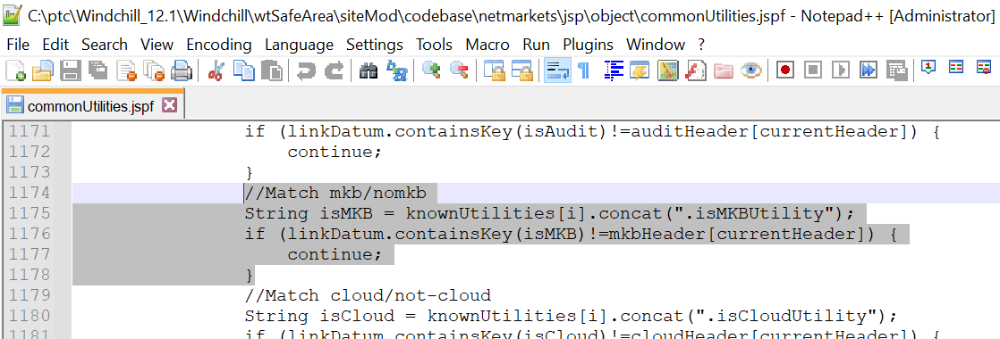 C:\ptc\Windchill_12.1\Windchill\wtSafeArea\siteMod\codebase\netmarkets\jsp\object\commonUtilities.jspf - Notepad++ [Administrator]
File Edit Search View Encoding Language Settings Tools Macro Run Plugins Window ?
commonUtilities.jspf
1171 if (linkDatum.containsKey(isAudit)!=auditHeader[currentHeader]) {
1172 continue;
1173 }
1174 //Match mkb/nomkb
1175 String isMKB = knownUtilities[i].concat(".isMKBUtility");
1176 if (linkDatum.containsKey(isMKB)!=mkbHeader[currentHeader]) {
1177 continue;
1178 }
1179 //Match cloud/not-cloud
1180 String isCloud = knownUtilities[i].concat(".isCloudUtility");
1181 if (linkDatum.containsKey(isCloud)!=cloudHeader[currentHeader]) {